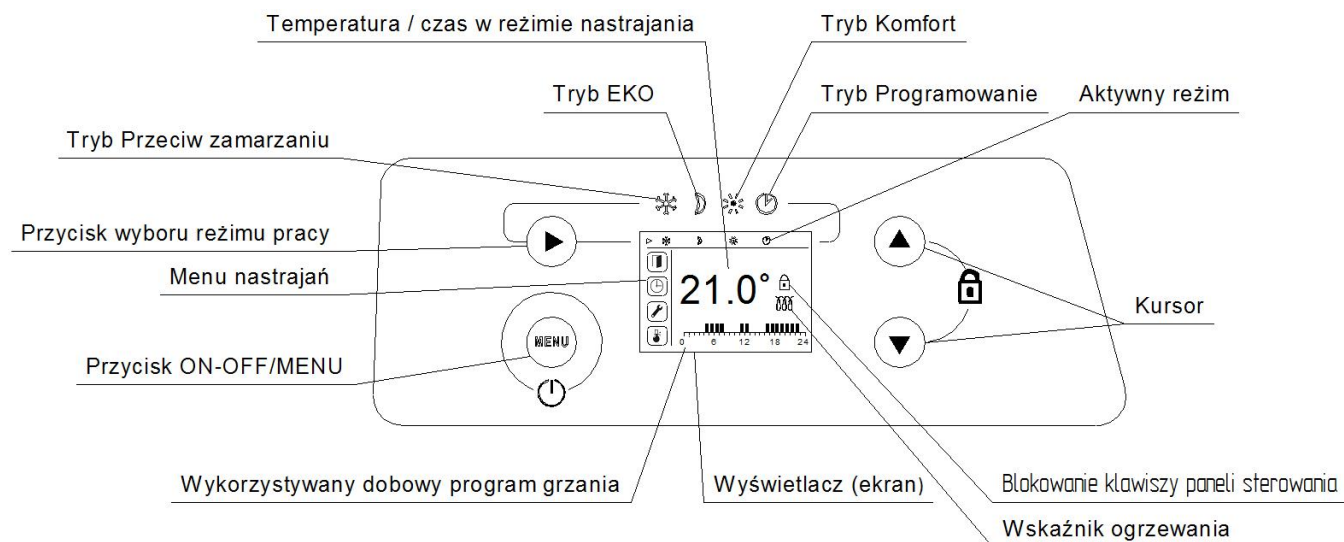 Temperatura / czas w reżimie nastrajania
Tryb Komfort
Tryb EKO
Tryb Programowanie
Aktywny reżim
Tryb Przeciw zamarzaniu
Przycisk wyboru reżimu pracy
Menu nastrajań
21.0°
Kursor
MENU
0 6 12 18 24
Przycisk ON-OFF/MENU
Wykorzystywany dobowy program grzania
Wyświetlacz (ekran)
Blokowanie klawiszy paneli sterowania
Wskaźnik ogrzewania